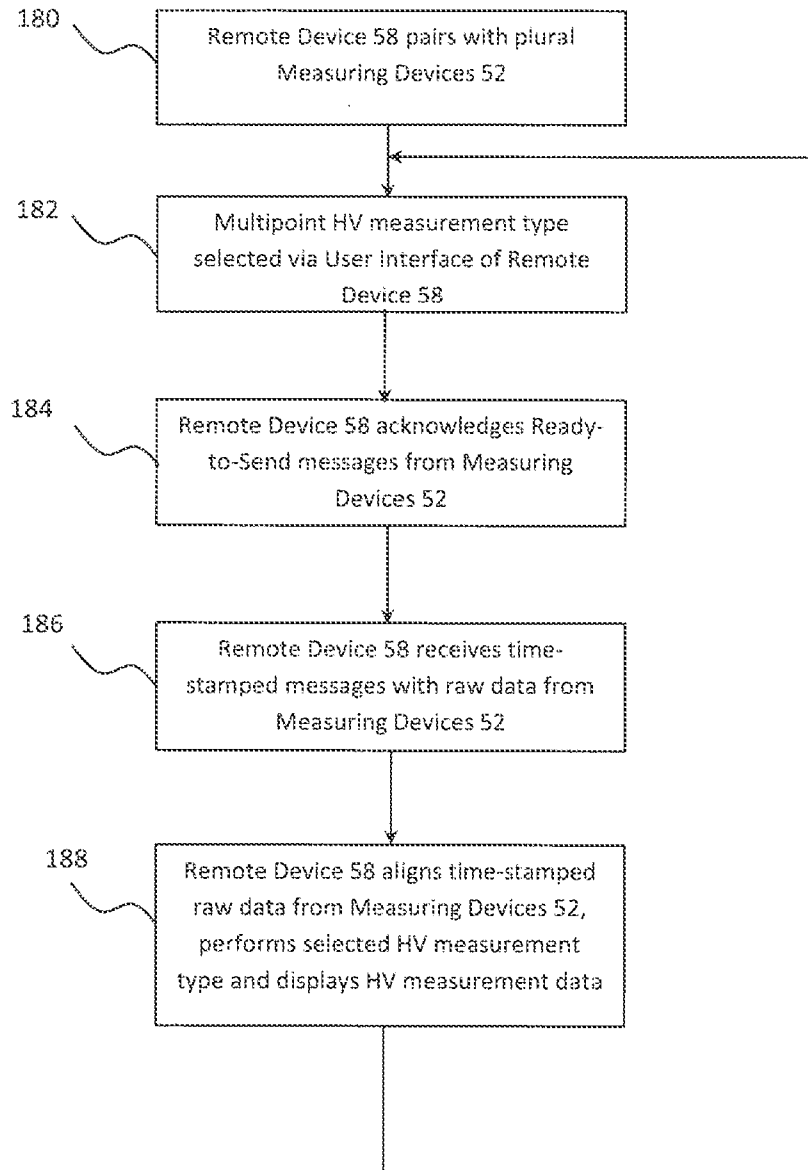 180
Remote Device 58 pairs with plural
Measuring Devices 52
182
Multipoint HV measurement type
selected via User Interface of Remote
Device 58
184
Remote Device 58 acknowledges Ready-
to-Send messages from Measuring
Devices 52
186
Remote Device 58 receives time-
stamped messages with raw data from
Measuring Devices 52
188
Remote Device 58 aligns time-stamped
raw data from Measuring Devices 52,
performs selected HV measurement
type and displays HV measurement data